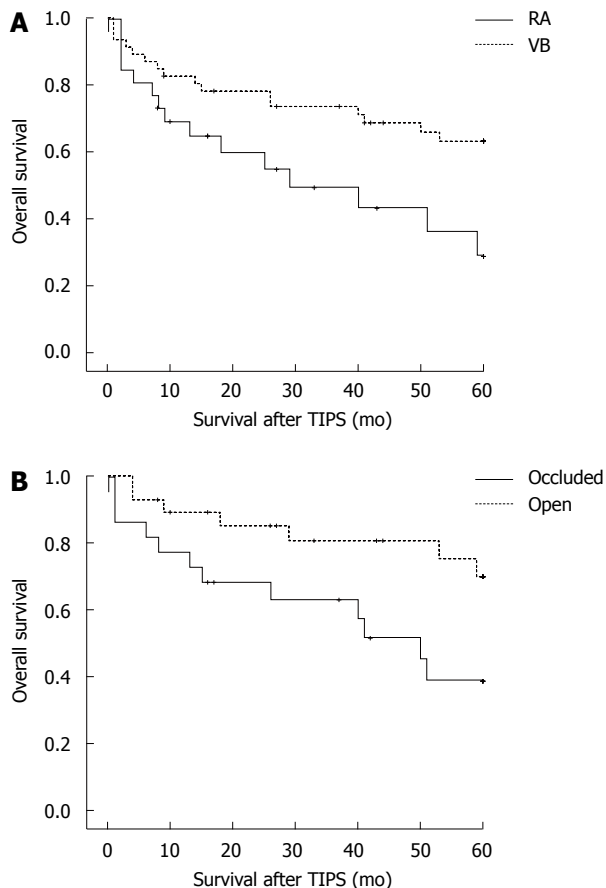 A
RA
VB
1.0
0.8
0.6
0.4
0.2
0.0
Overall survival
0 10 20 30 40 50 60
Survival after TIPS (mo)
B
Occluded
Open
1.0
0.8
0.6
0.4
0.2
0.0
Overall survival
0 10 20 30 40 50 60
Survival after TIPS (mo)